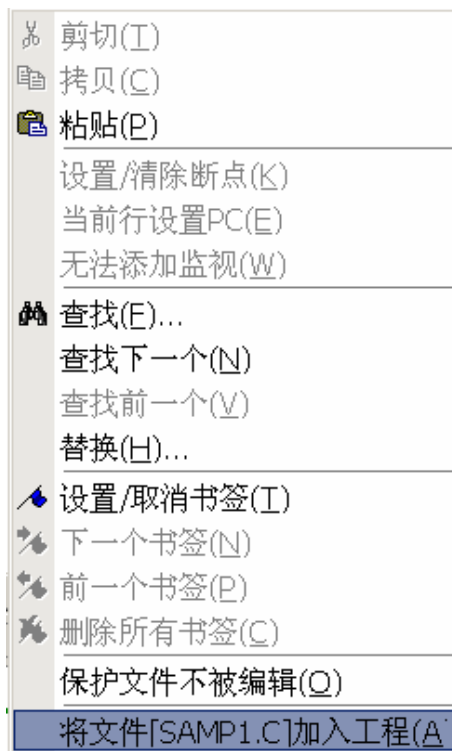 剪切(T)
拷贝(C)
粘贴(P)
设置/清除断点(K)
当前行设置PC(E)
无法添加监视(W)
查找(F)...
查找下一个(N)
查找前一个(V)
替换(H)...
设置/取消书签(T)
下一个书签(N)
前一个书签(P)
删除所有书签(C)
保护文件不被编辑(O)
将文件[SAMP1.C]加入工程(A